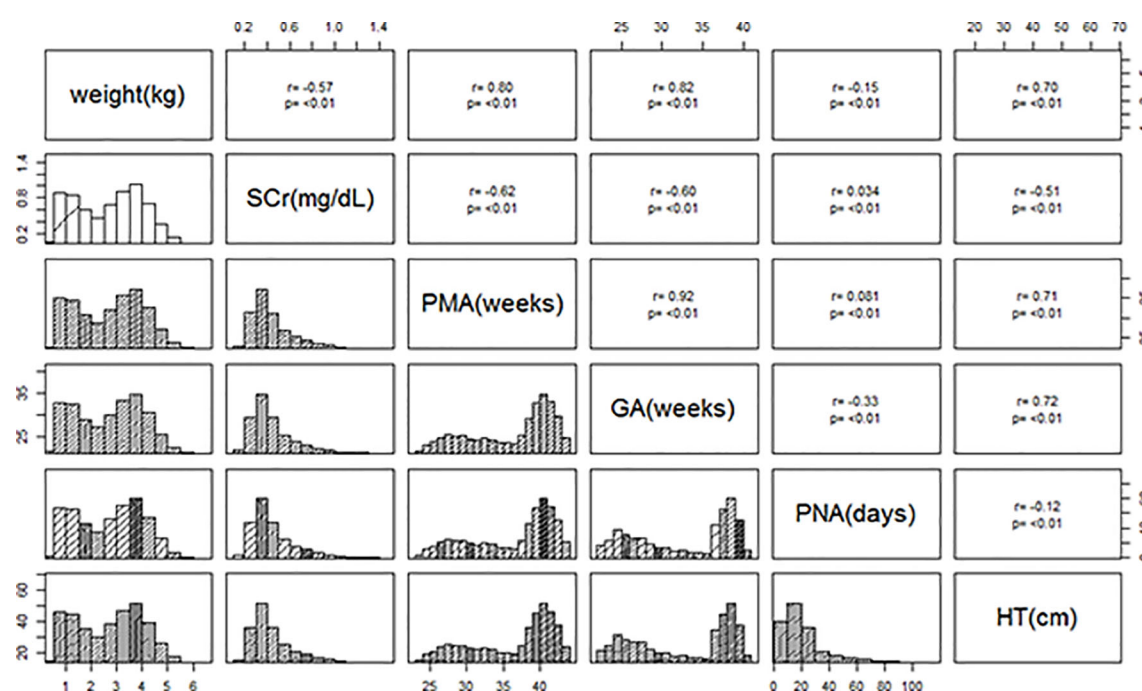 0.2 0.6 1.0 1.4 25 30 35 40 20 30 40 50 60 70
weight(kg) r= -0.57 r= 0.80 r= 0.82 r= -0.15 r= 0.70
p= <0.01 p= <0.01 p= <0.01 p= <0.01 p= <0.01
1.4
SCr(mg/dL) r= -0.62 r= -0.60 r= 0.034 r= -0.51
0.8
p= <0.01 p= <0.01 p= <0.01 p= <0.01
0.2
PMA(weeks) r= 0.92 r= 0.081 r= 0.71
p= <0.01 p= <0.01 p= <0.01
35
GA(weeks) r= -0.33 r= 0.72
p= <0.01 p= <0.01
25
PNA(days) r= -0.12
p= <0.01
60
HT(cm)
40
20
1 2 3 4 5 6 25 30 35 40 0 20 40 60 80 100